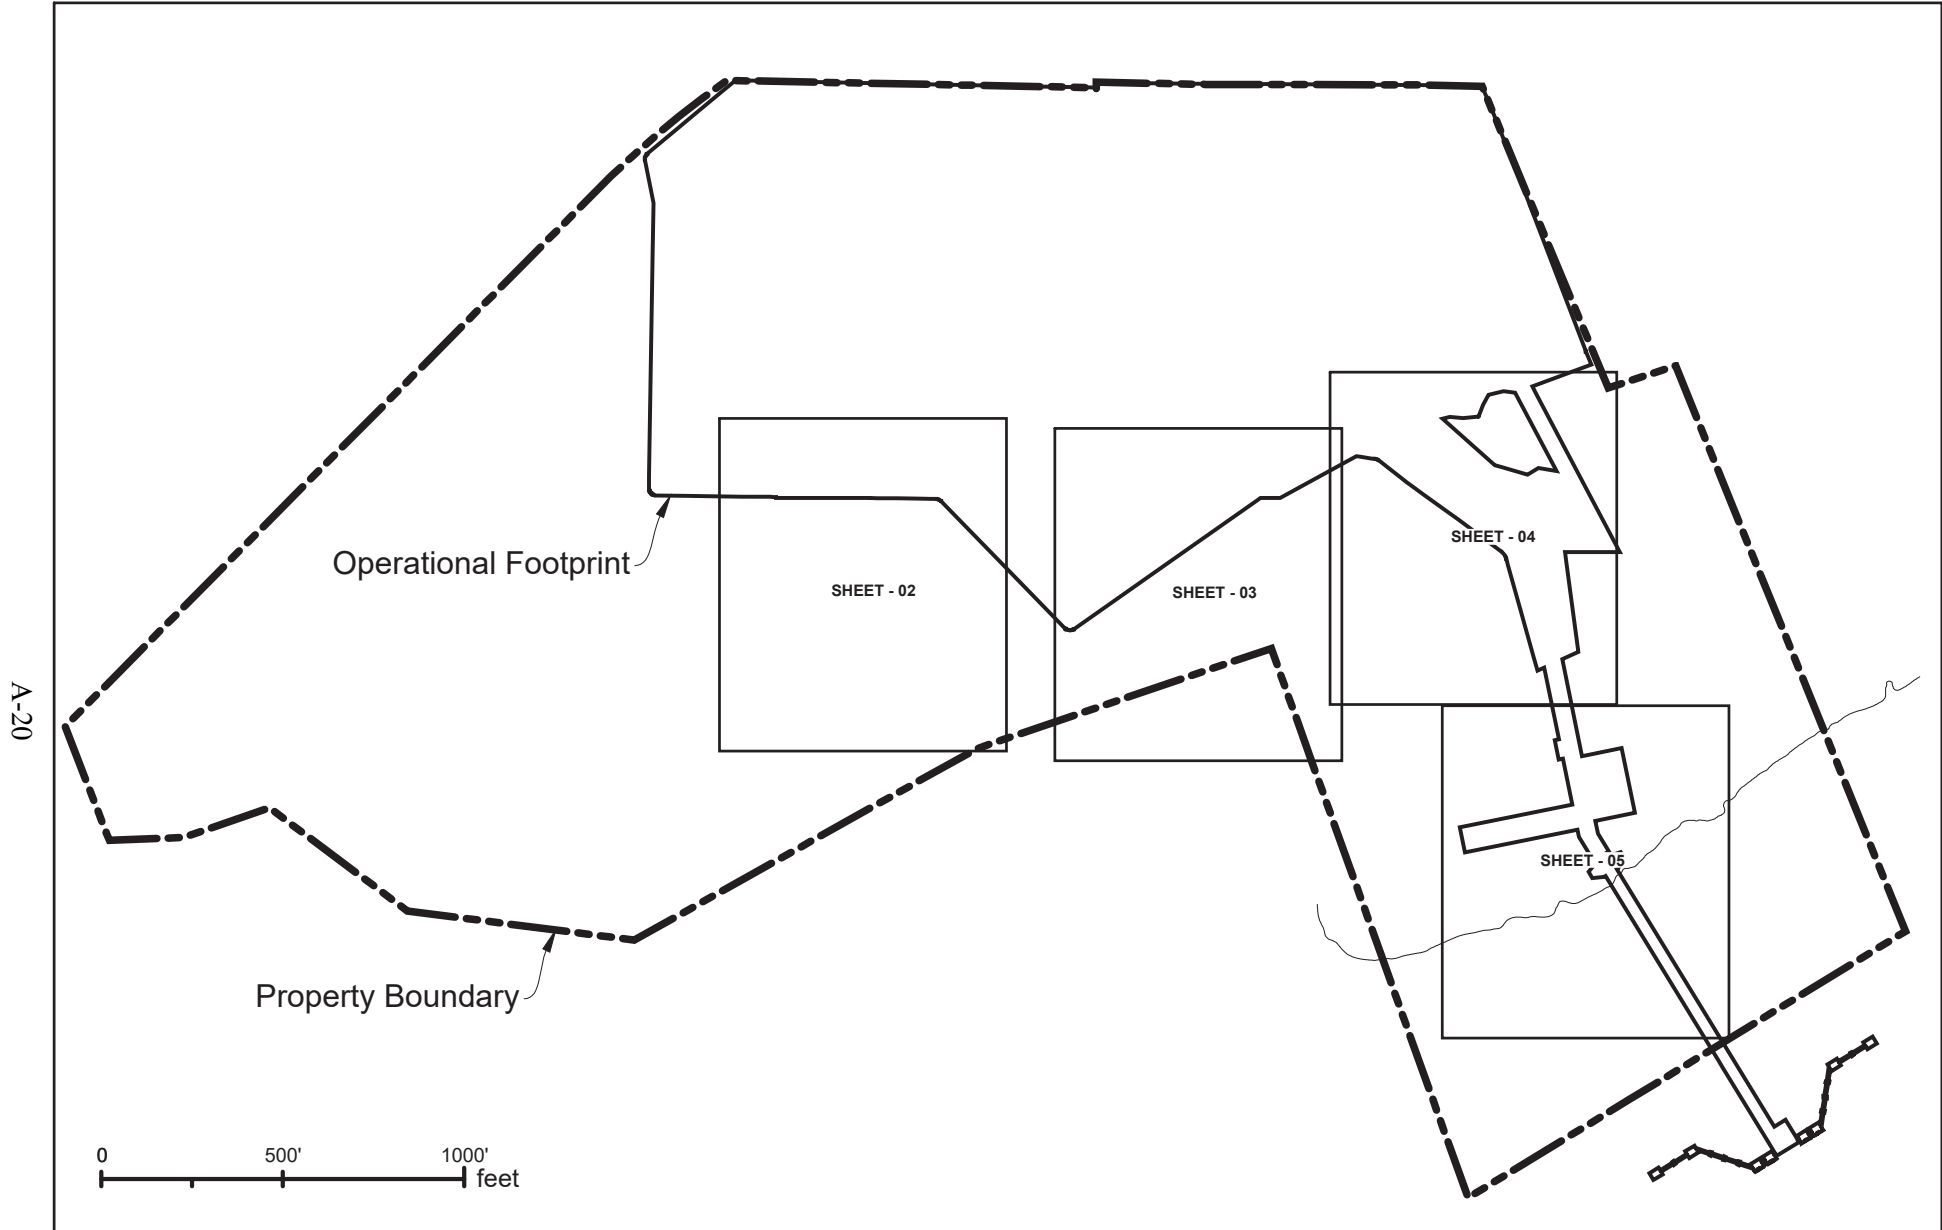 SHEET - 04
Operational Footprint
SHEET - 02
SHEET - 03
A-20
SHEET - 05
Property Boundary
0 500' 1000'
feet